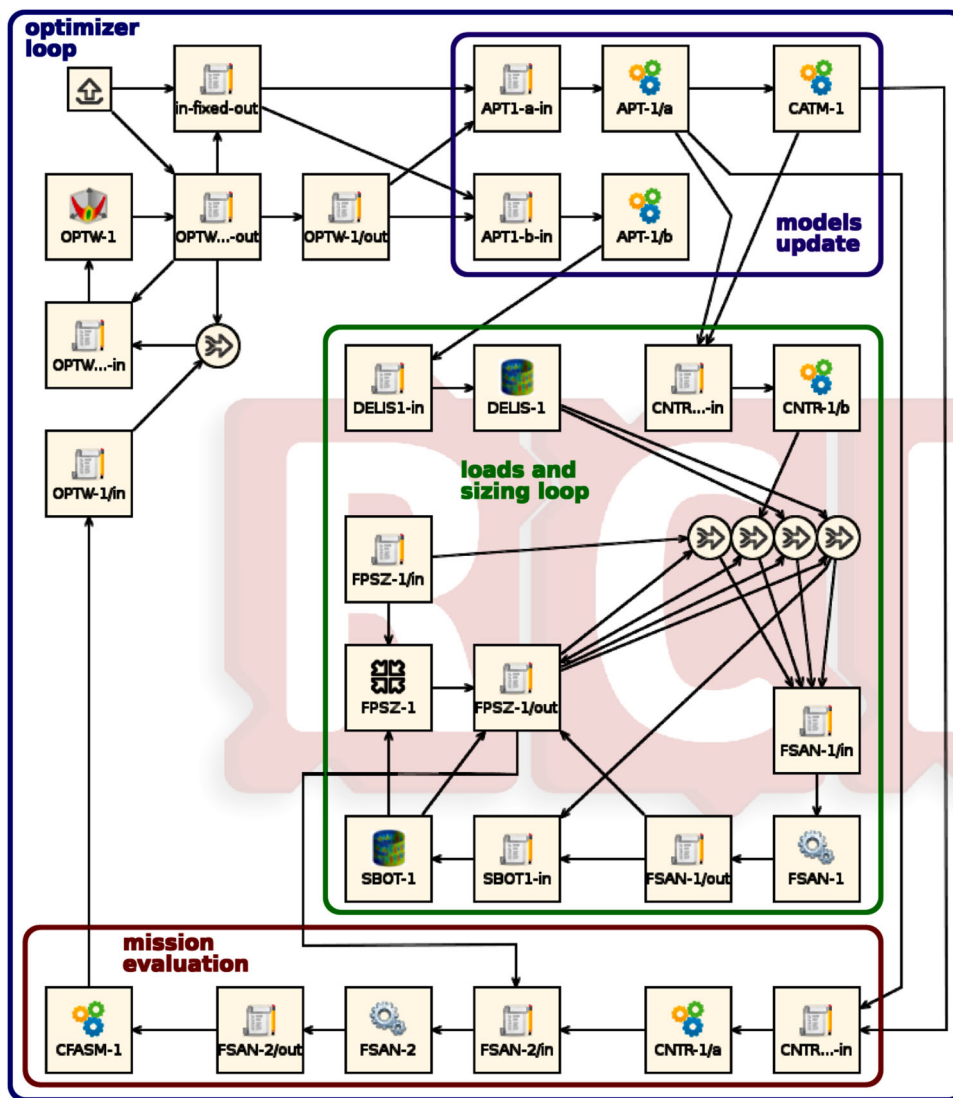 optimizer
loop
in-fixed-out
APT1-a-in
APT-1/a
CATM-1
OPTW-1
OPTW...-out
OPTW-1/out
APT1-b-in
APT-1/b
models
update
OPTW...-in
DELIS1-in
DELIS-1
CNTR...-in
CNTR-1/b
OPTW-1/in
loads and
sizing loop
FPSZ-1/in
FPSZ-1
FPSZ-1/out
FSAN-1/in
SBOT-1
SBOT1-in
FSAN-1/out
FSAN-1
mission
evaluation
CFASM-1
FSAN-2/out
FSAN-2
FSAN-2/in
CNTR-1/a
CNTR...-in